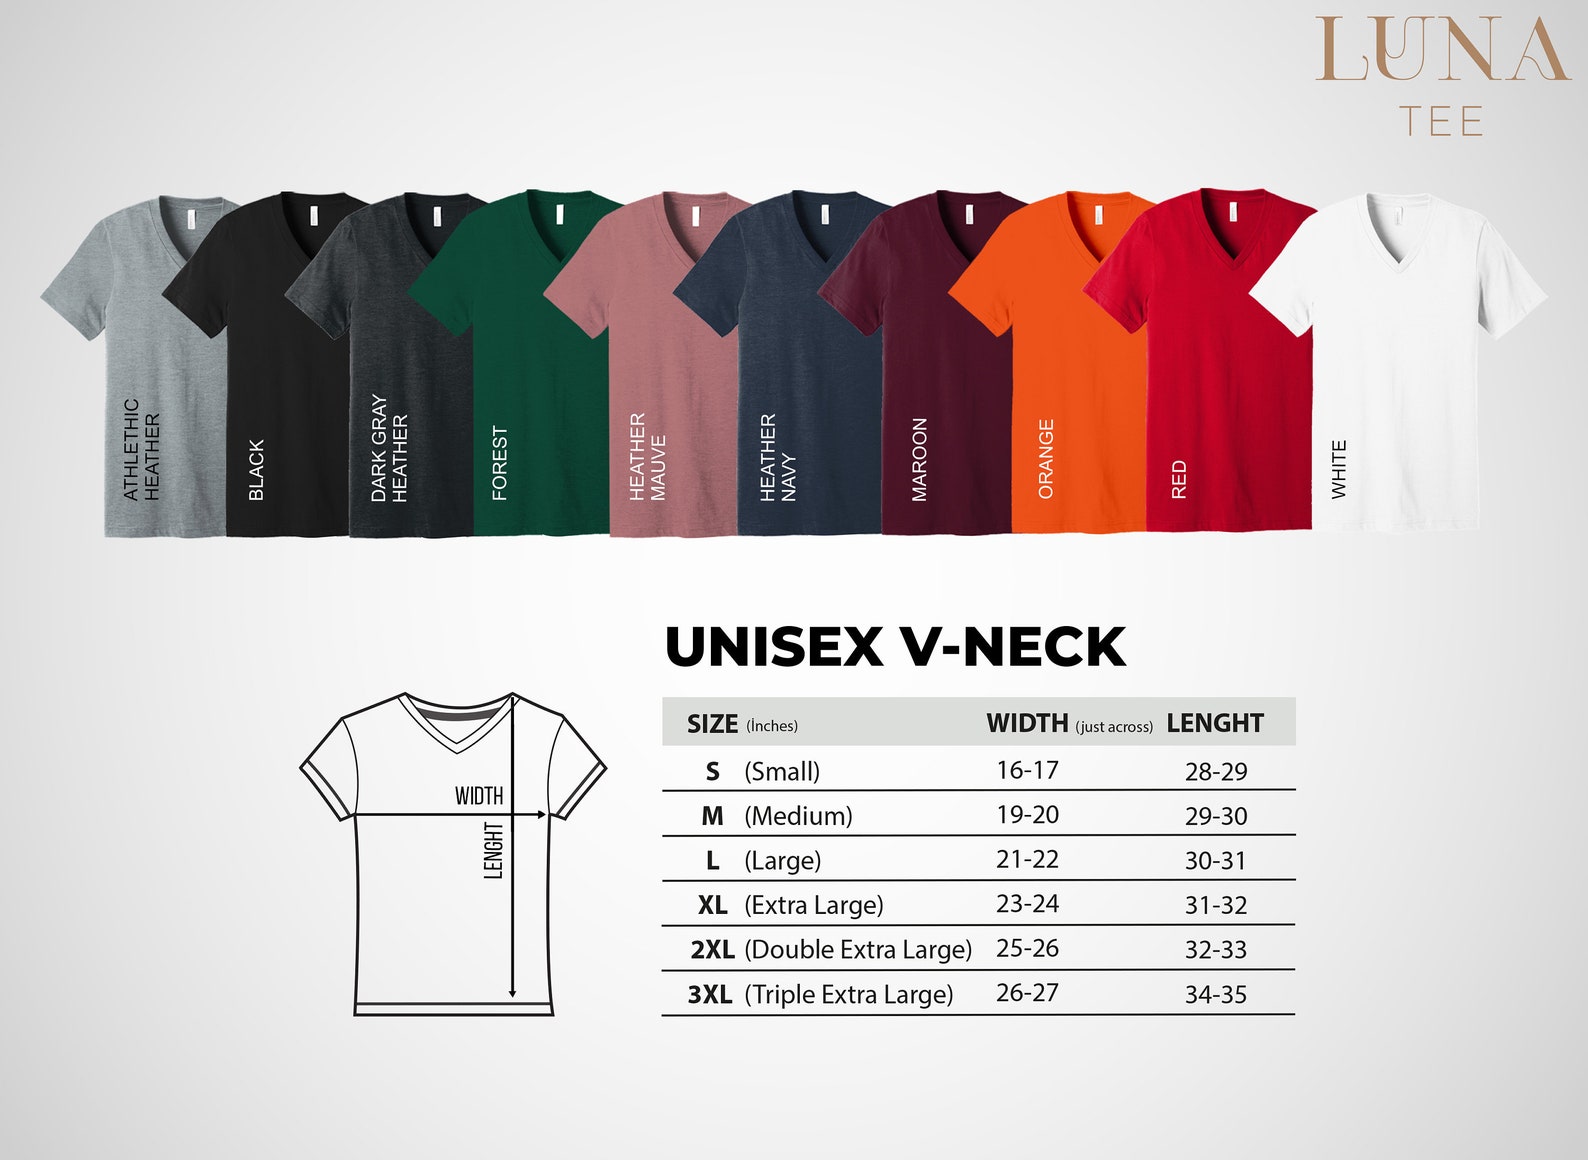 LUNA
TEE
ATHLETHIC
HEATHER
BLACK
DARK GRAY
HEATHER
FOREST
HEATHER
MAUVE
HEATHER
NAVY
MAROON
ORANGE
RED
WHITE
UNISEX V-NECK
SIZE (İnches) WIDTH (just across) LENGHT
S (Small) 16-17 28-29
M (Medium) 19-20 29-30
L (Large) 21-22 30-31
XL (Extra Large) 23-24 31-32
2XL (Double Extra Large) 25-26 32-33
3XL (Triple Extra Large) 26-27 34-35
WIDTH
LENGHT